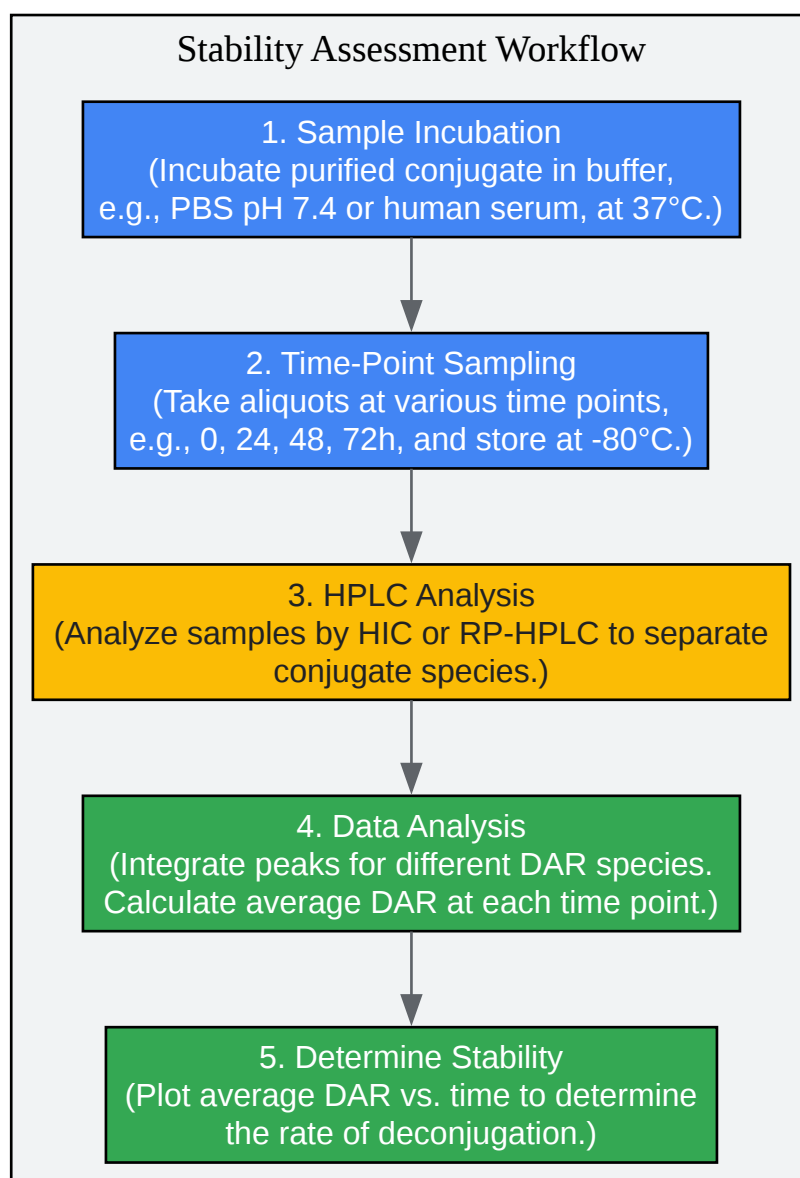 Stability Assessment Workflow
1. Sample Incubation
(Incubate purified conjugate in buffer,
e.g., PBS pH 7.4 or human serum, at 37°C.)
2. Time-Point Sampling
(Take aliquots at various time points,
e.g., 0, 24, 48, 72h, and store at -80°C.)
3. HPLC Analysis
(Analyze samples by HIC or RP-HPLC to separate
conjugate species.)
4. Data Analysis
(Integrate peaks for different DAR species.
Calculate average DAR at each time point.)
5. Determine Stability
(Plot average DAR vs. time to determine
the rate of deconjugation.)